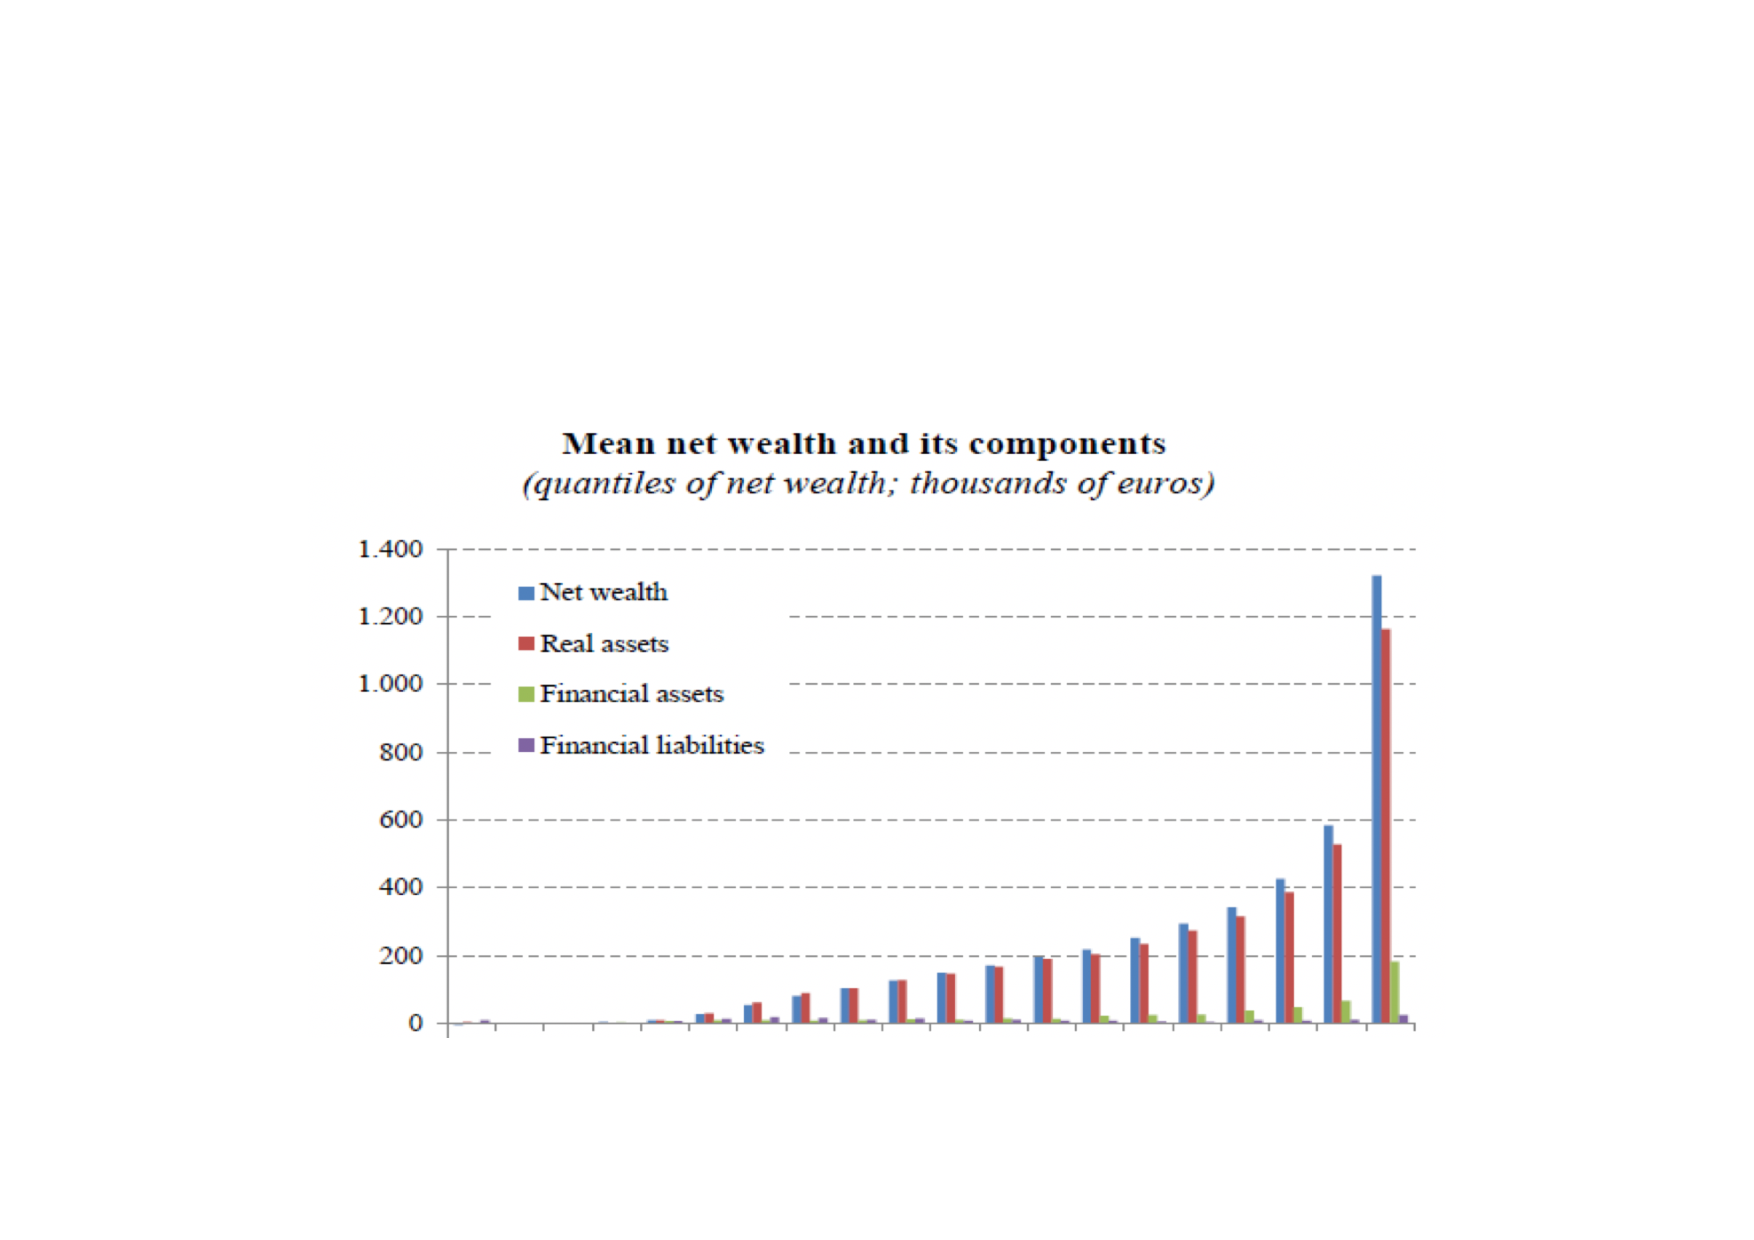 Mean net wealth and its components
(quantiles of net wealth; thousands of euros)
1.400
1.200
1.000
800
600
400
200
0
Net wealth
Real assets
Financial assets
Financial liabilities